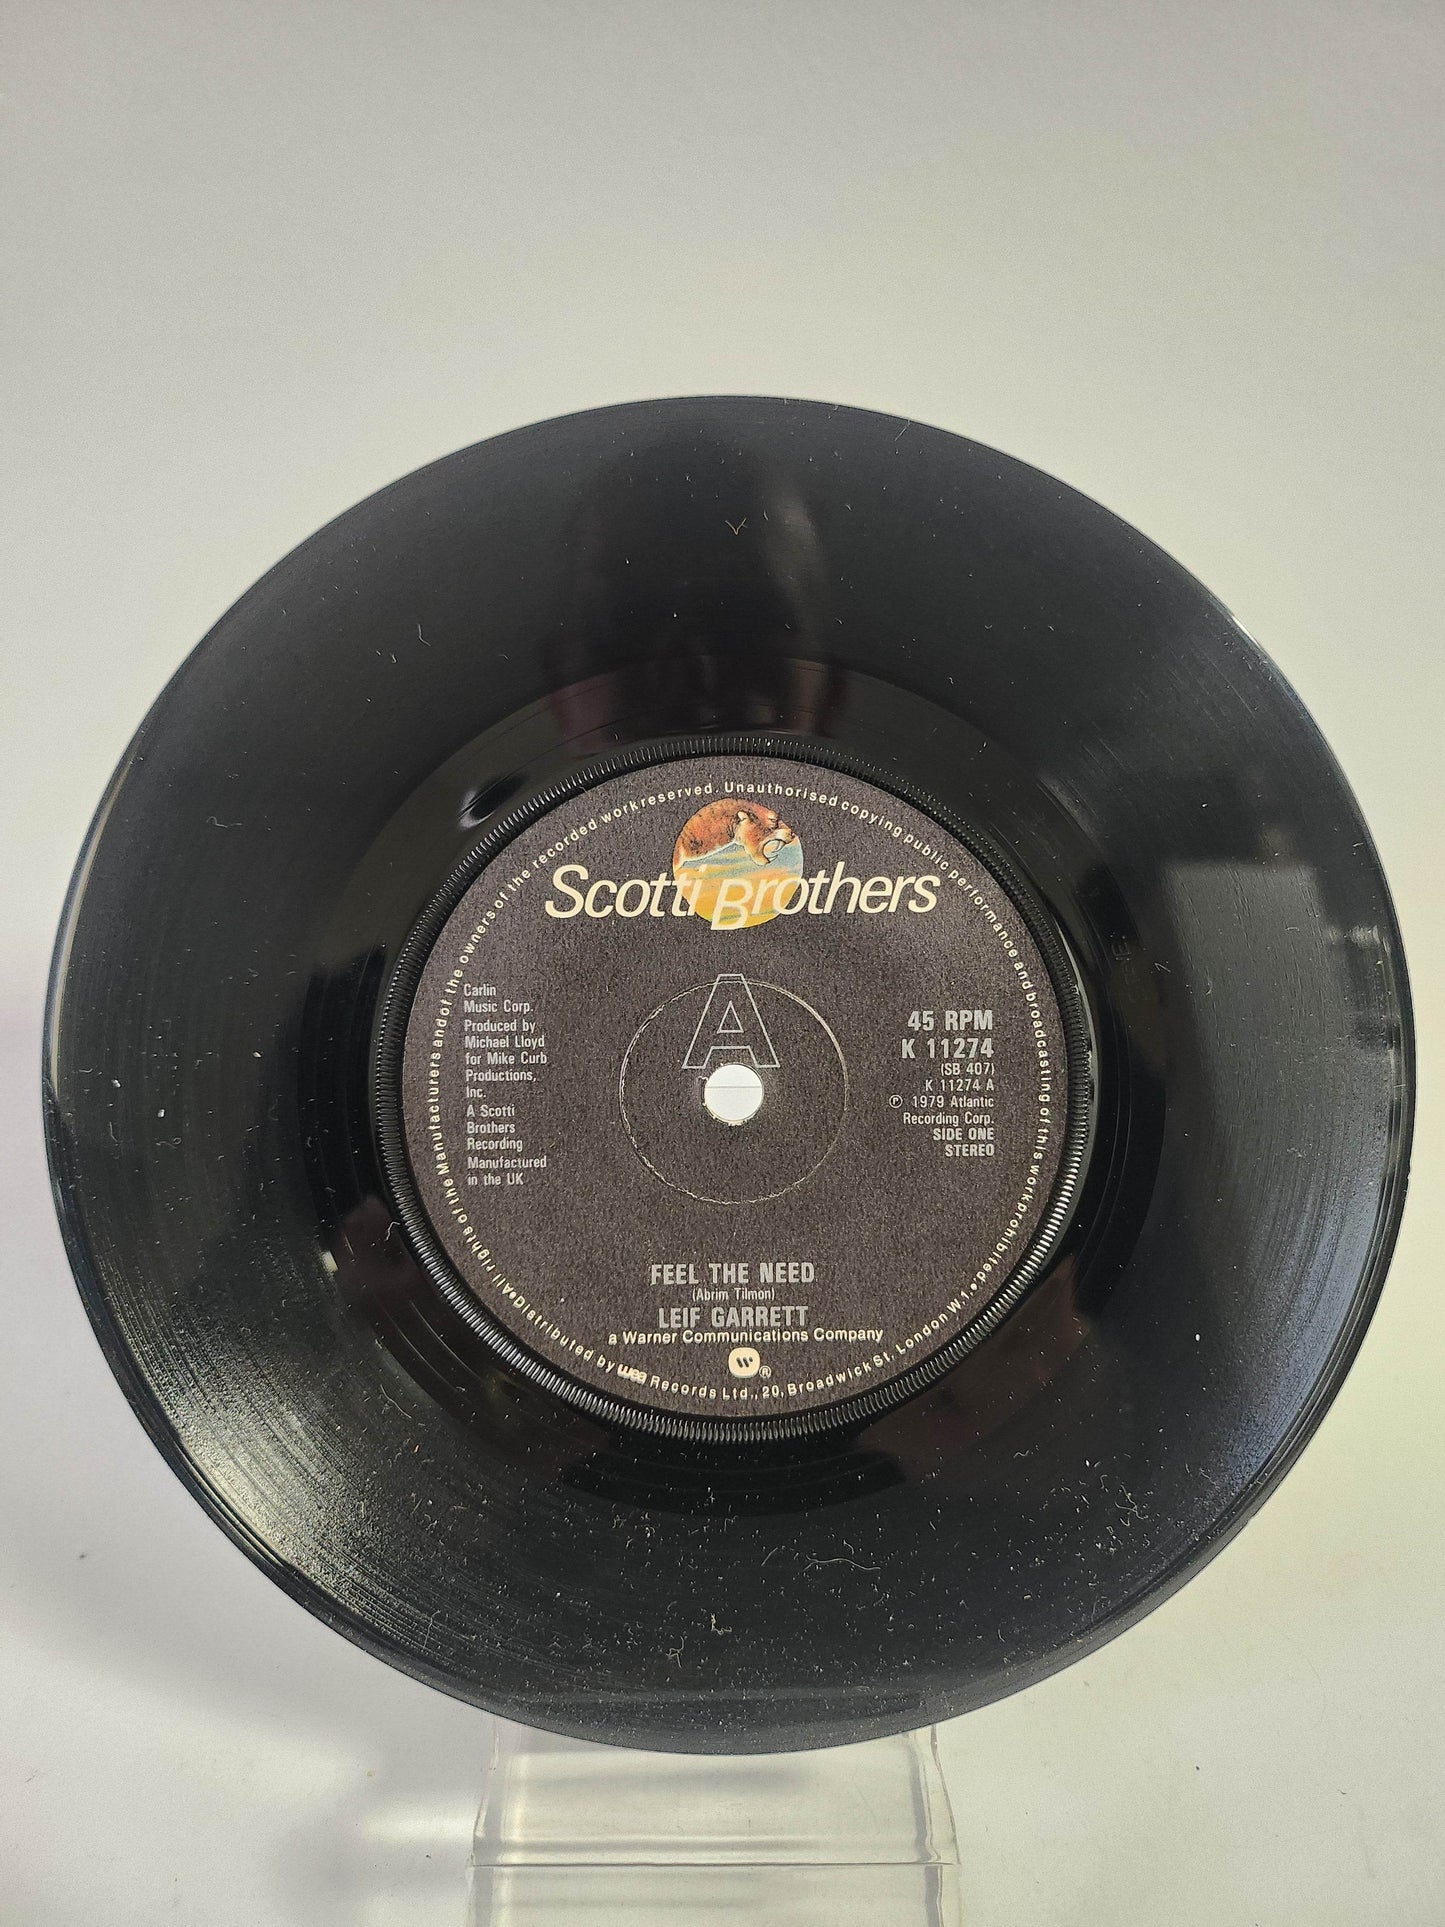 All rights of the Manufacturers and of the owners of the recorded work reserved. Unauthorised copying public performance and broadcasting of this work prohibited.
Scotti Brothers
A
Carlin
Music Corp.
Produced by
Michael Lloyd
for Mike Curb
Productions,
Inc.
A Scotti
Brothers
Recording
Manufactured
in the UK
45 RPM
K 11274
(SB 407)
K 11274 A
℗ 1979 Atlantic
Recording Corp.
SIDE ONE
STEREO
FEEL THE NEED
(Abrim Tilmon)
LEIF GARRETT
a Warner Communications Company
W ®
• Distributed by wea Records Ltd., 20, Broadwick St, London W1. •